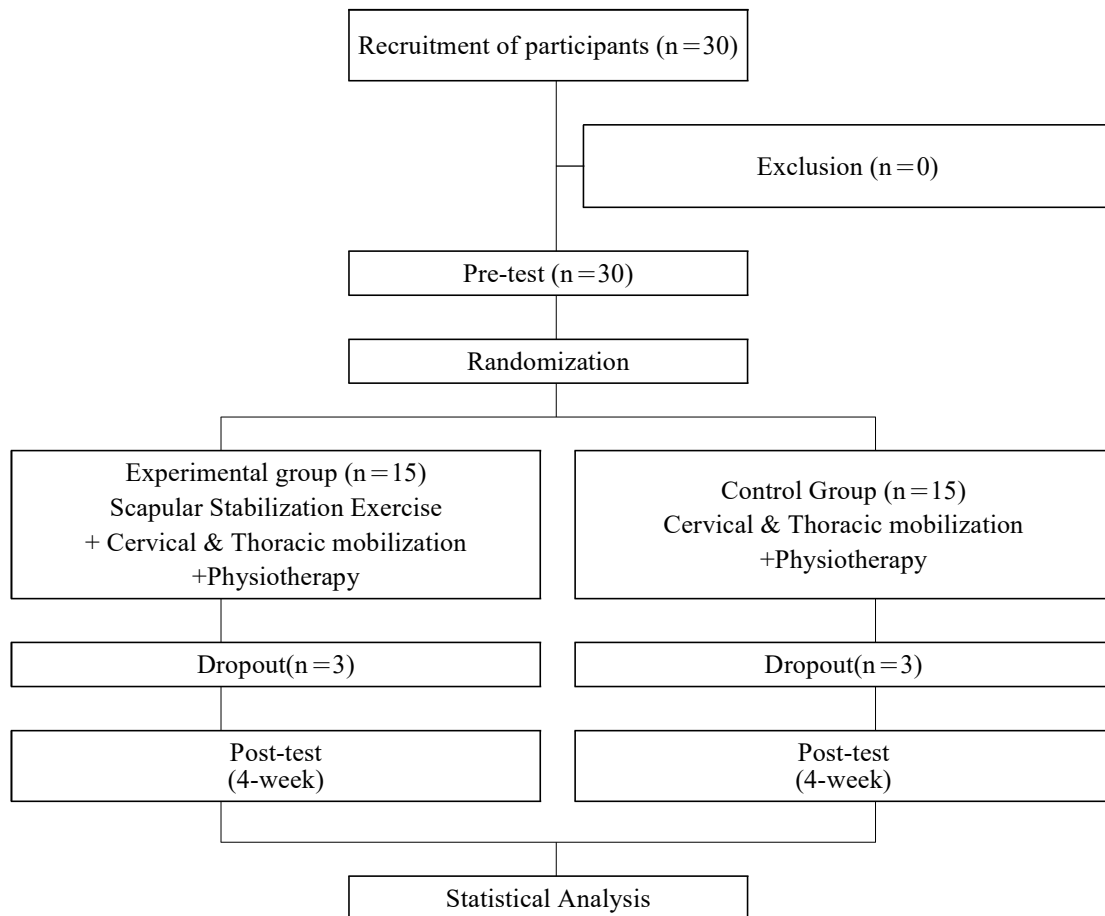 Recruitment of participants (n=30)
Exclusion (n=0)
Pre-test (n=30)
Randomization
Experimental group (n=15)
Scapular Stabilization Exercise
+ Cervical & Thoracic mobilization
+Physiotherapy
Control Group (n=15)
Cervical & Thoracic mobilization
+Physiotherapy
Dropout(n=3)
Dropout(n=3)
Post-test
(4-week)
Post-test
(4-week)
Statistical Analysis